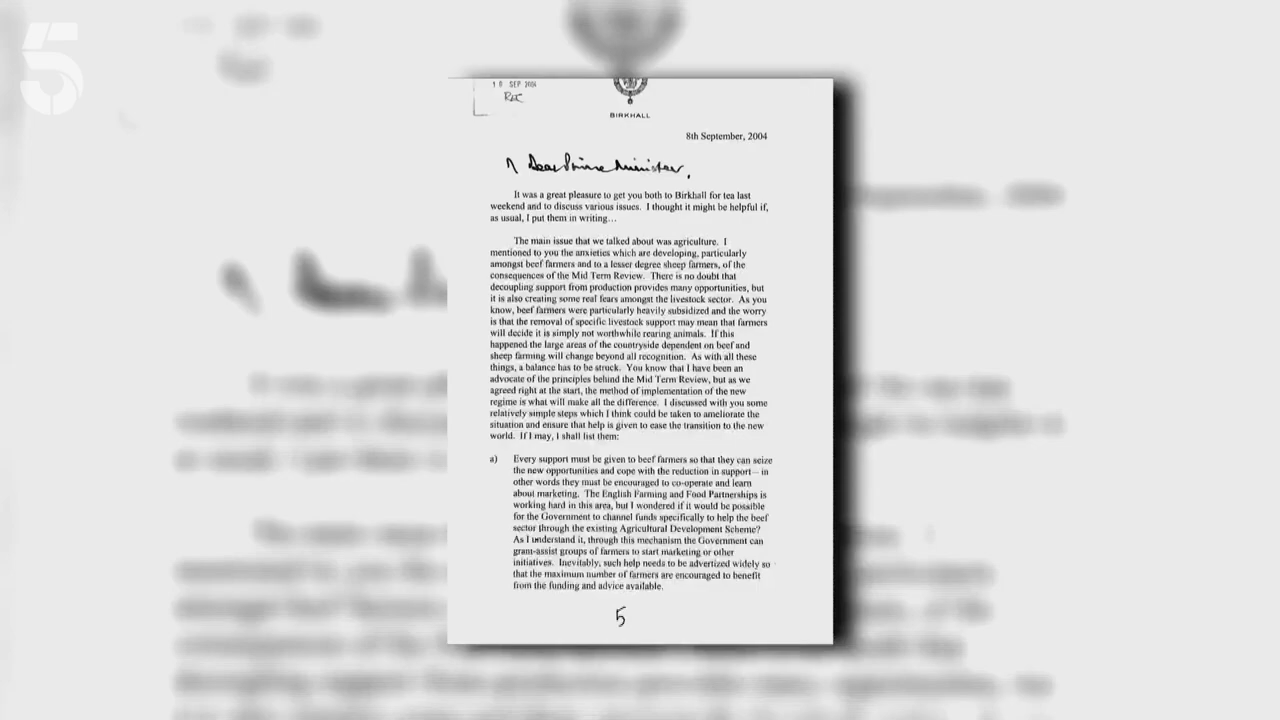 5
10 SEP 2004
REC
BIRKHALL
8th September, 2004
Dear Prime Minister,
It was a great pleasure to get you both to Birkhall for tea last
weekend and to discuss various issues. I thought it might be helpful if,
as usual, I put them in writing...
The main issue that we talked about was agriculture. I
mentioned to you the anxieties which are developing, particularly
amongst beef farmers and to a lesser degree sheep farmers, of the
consequences of the Mid Term Review. There is no doubt that
decoupling support from production provides many opportunities, but
it is also creating some real fears amongst the livestock sector. As you
know, beef farmers were particularly heavily subsidized and the worry
is that the removal of specific livestock support may mean that farmers
will decide it is simply not worthwhile rearing animals. If this
happened the large areas of the countryside dependent on beef and
sheep farming will change beyond all recognition. As with all these
things, a balance has to be struck. You know that I have been an
advocate of the principles behind the Mid Term Review, but as we
agreed right at the start, the method of implementation of the new
regime is what will make all the difference. I discussed with you some
relatively simple steps which I think could be taken to ameliorate the
situation and ensure that help is given to ease the transition to the new
world. If I may, I shall list them:
a) Every support must be given to beef farmers so that they can seize
the new opportunities and cope with the reduction in support – in
other words they must be encouraged to co-operate and learn
about marketing. The English Farming and Food Partnerships is
working hard in this area, but I wondered if it would be possible
for the Government to channel funds specifically to help the beef
sector through the existing Agricultural Development Scheme?
As I understand it, through this mechanism the Government can
grant-assist groups of farmers to start marketing or other
initiatives. Inevitably, such help needs to be advertized widely so
that the maximum number of farmers are encouraged to benefit
from the funding and advice available.
5